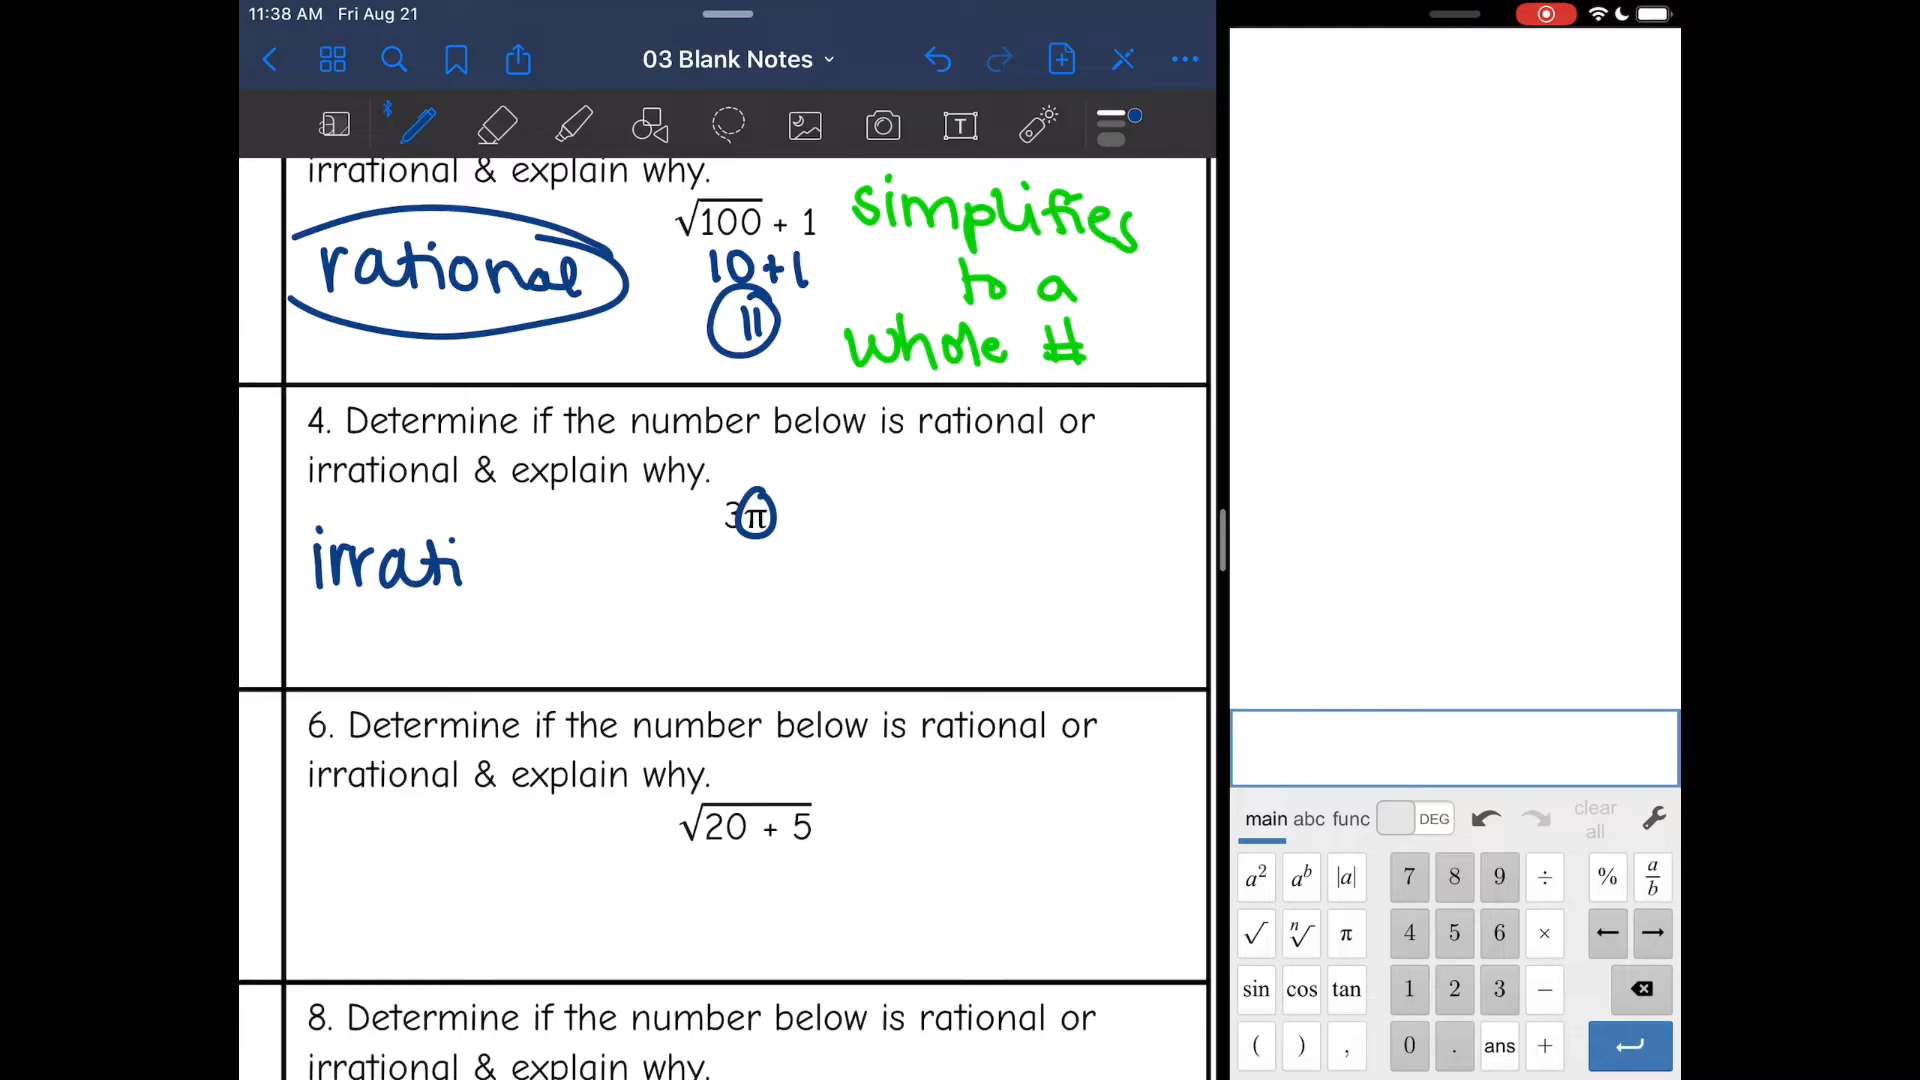 11:38 AM Fri Aug 21
03 Blank Notes
T
irrational & explain why.
√100 + 1
rational
10+1
11
simplifies
to a
whole #
4. Determine if the number below is rational or
irrational & explain why.
3π
irrati
6. Determine if the number below is rational or
irrational & explain why.
√20 + 5
8. Determine if the number below is rational or
irrational & explain why.
main abc func DEG clear all
a² aᵇ |a| 7 8 9 ÷ % a/b
√ ⁿ√ π 4 5 6 × ← →
sin cos tan 1 2 3 −
( ) , 0 . ans +